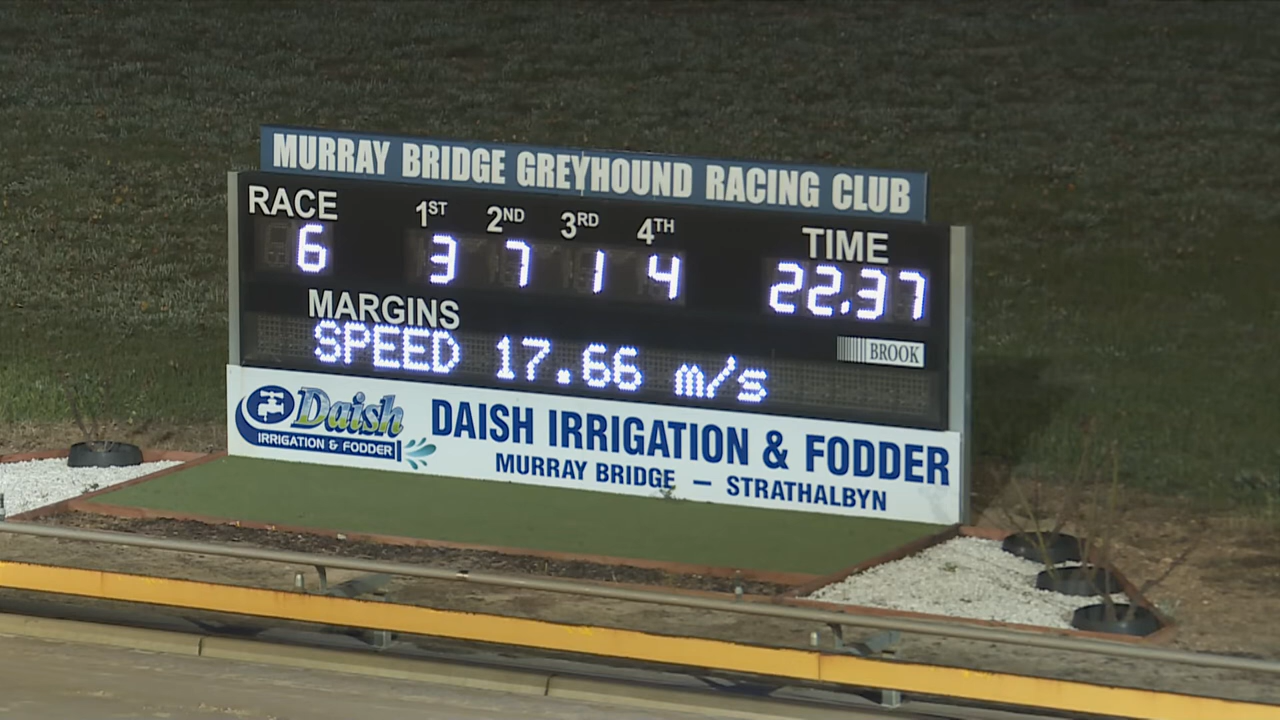 MURRAY BRIDGE GREYHOUND RACING CLUB
RACE 1ST 2ND 3RD 4TH TIME
6 3 7 1 4 22.37
MARGINS
SPEED 17.66 m/s
BROOK
Daish
IRRIGATION & FODDER
DAISH IRRIGATION & FODDER
MURRAY BRIDGE – STRATHALBYN